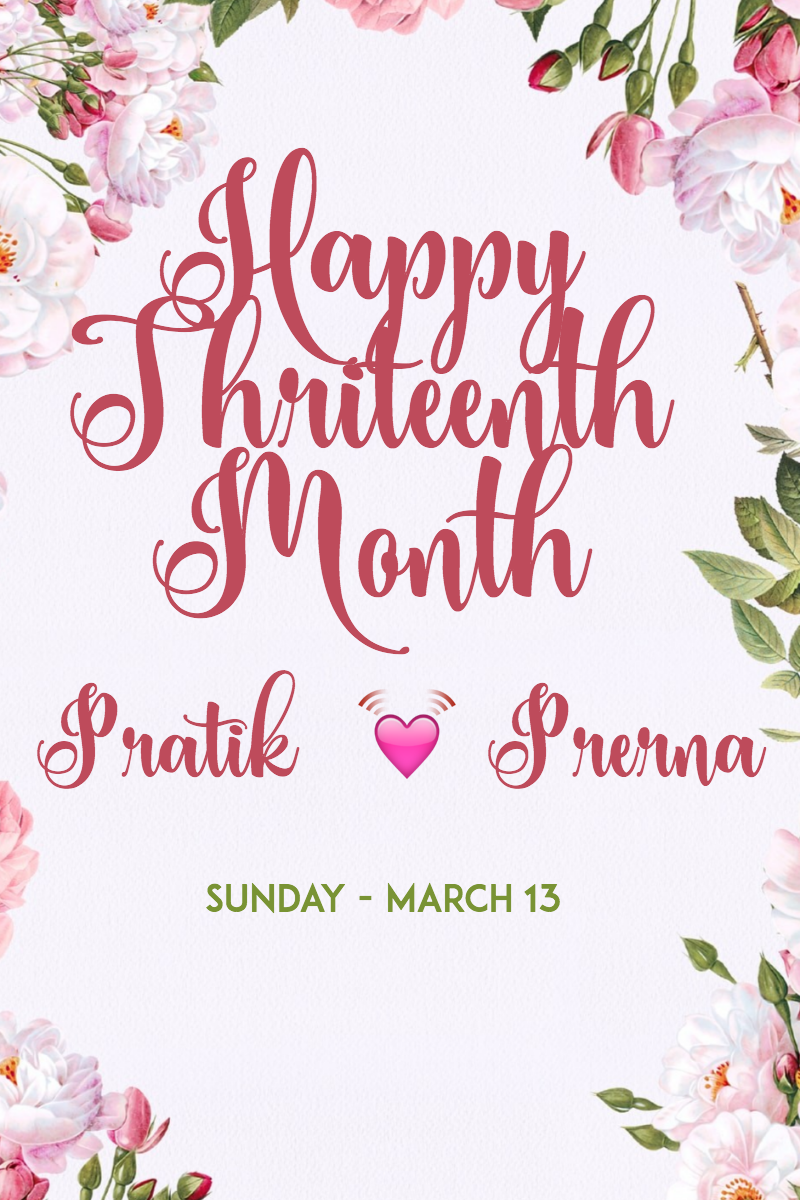 Happy
Thriteenth
Month
Pratik 💓 Prerna
SUNDAY - MARCH 13